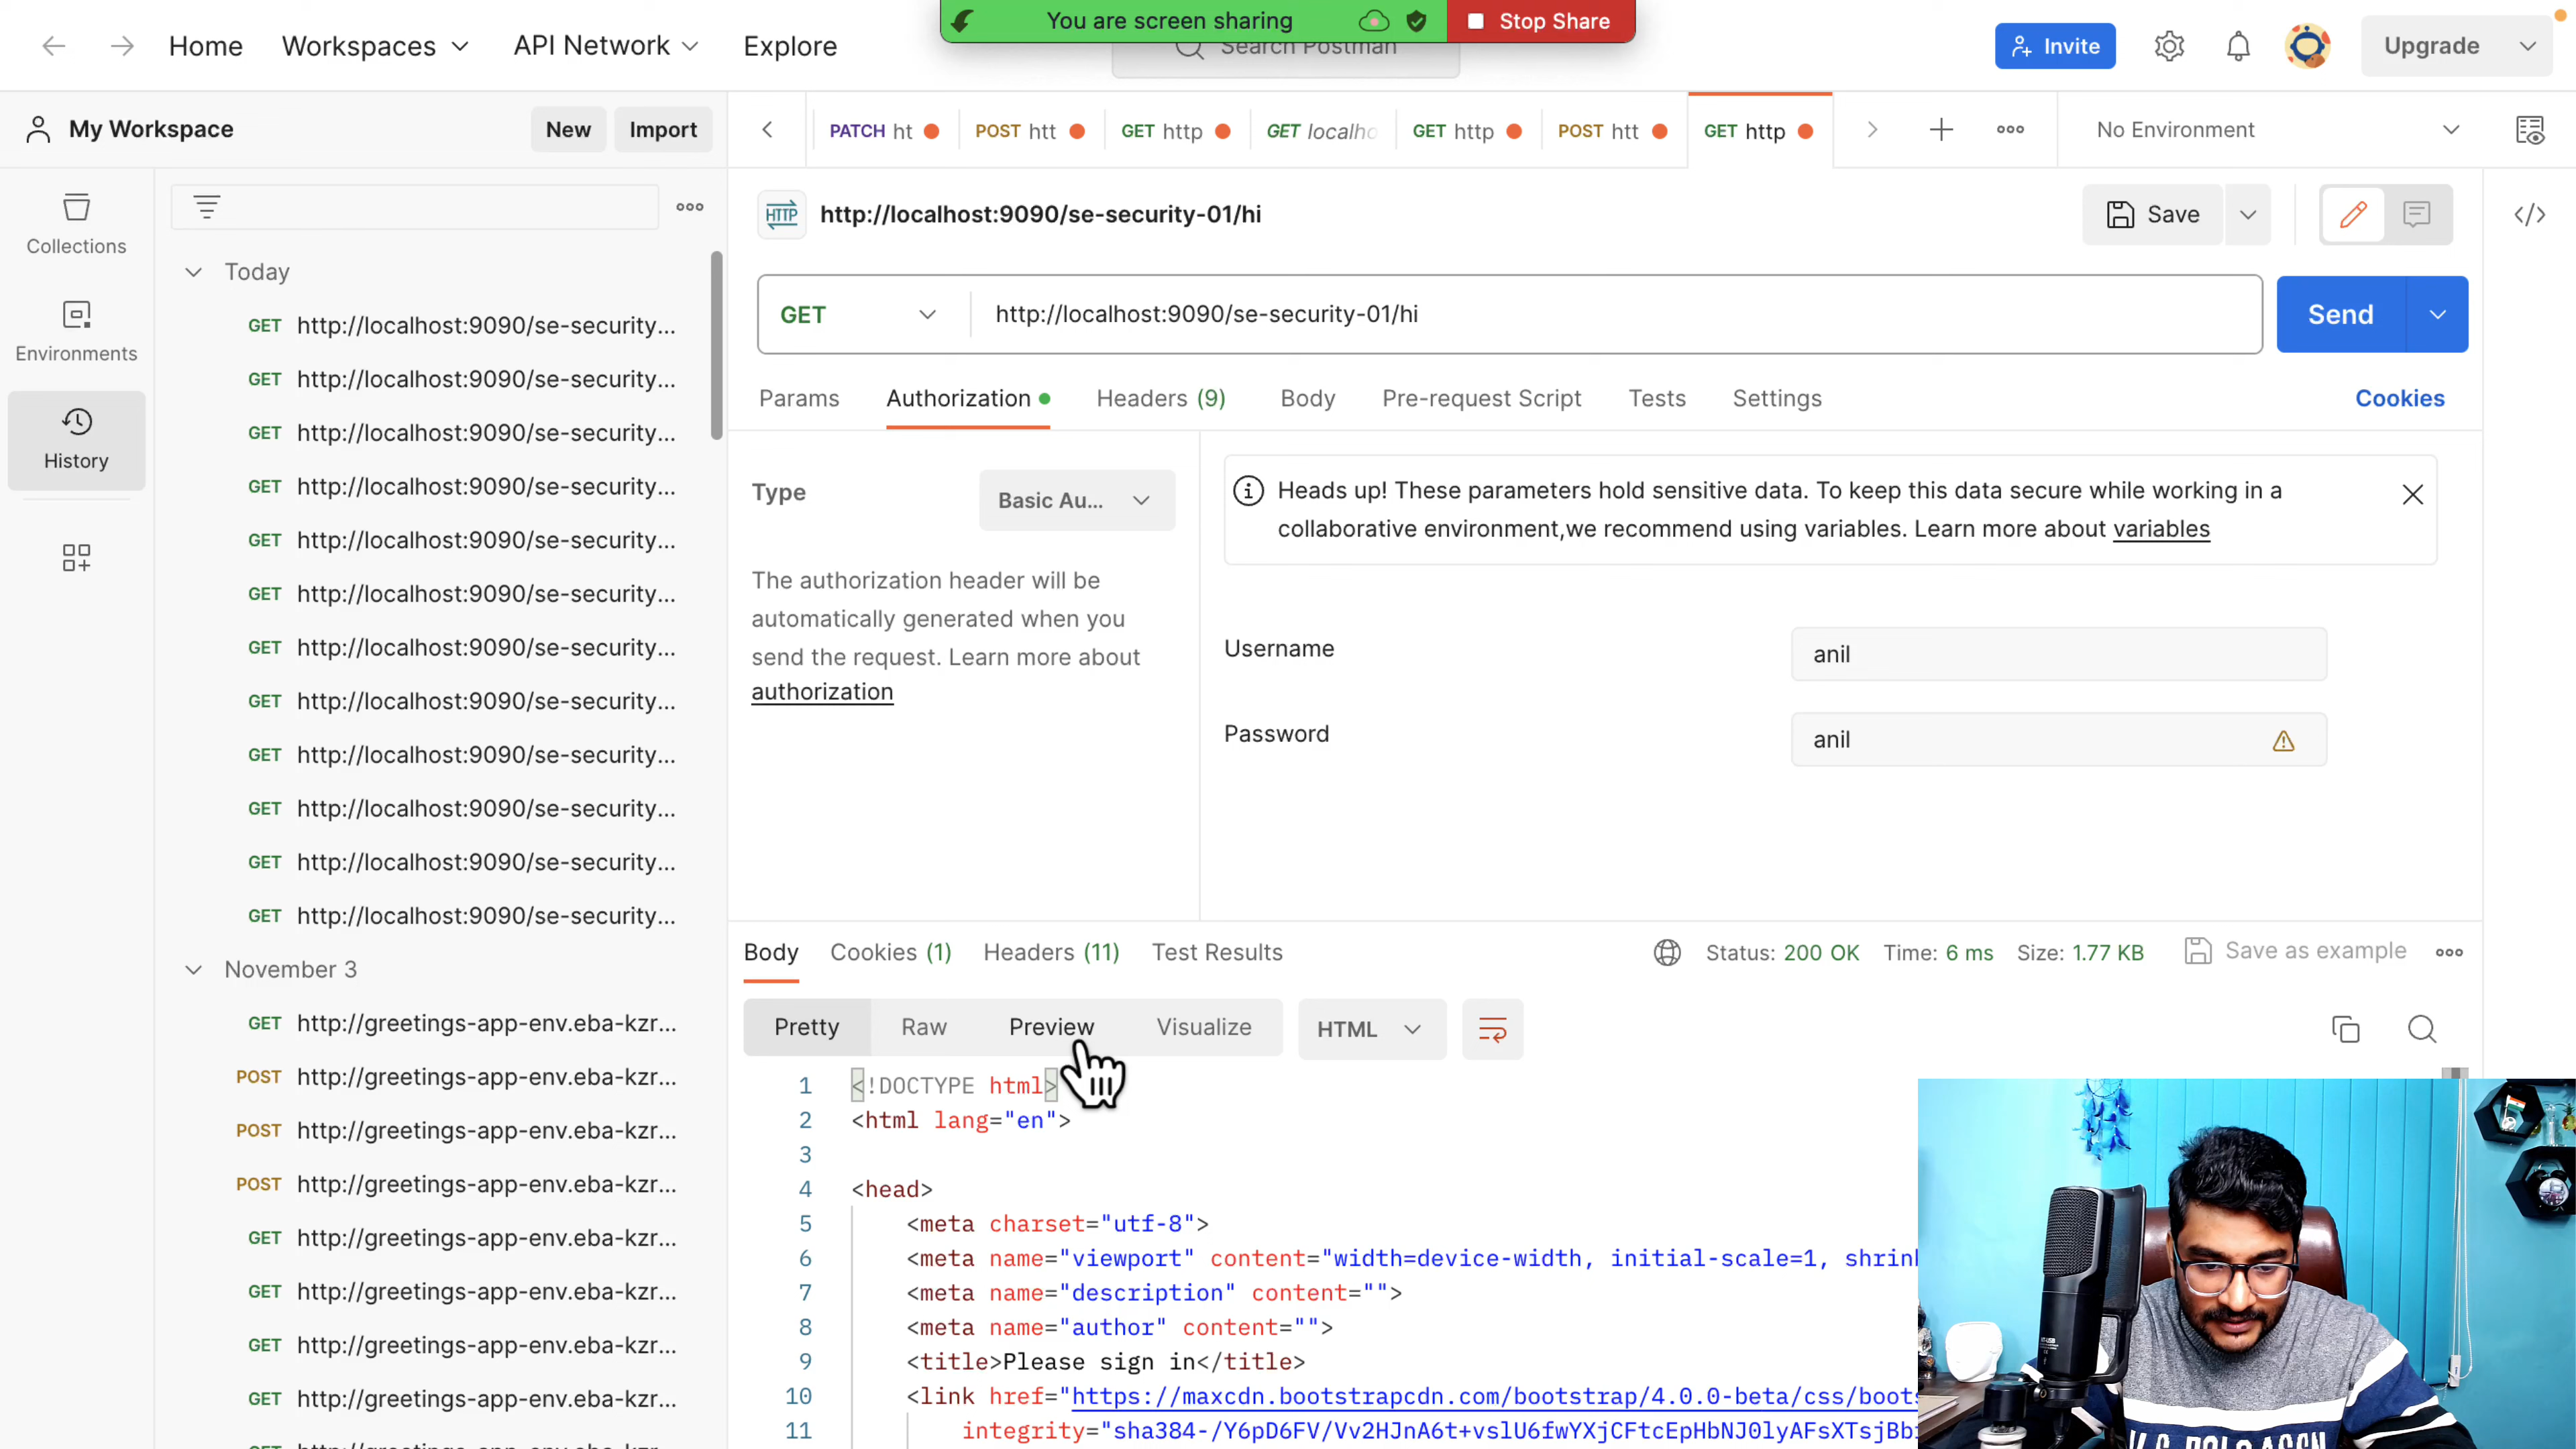 You are screen sharing
Stop Share
Home
Workspaces
API Network
Explore
Search Postman
Invite
Upgrade
My Workspace
New
Import
PATCH ht
POST htt
GET http
GET localho
GET http
POST htt
GET http
No Environment
Collections
Environments
History
Today
GET http://localhost:9090/se-security...
GET http://localhost:9090/se-security...
GET http://localhost:9090/se-security...
GET http://localhost:9090/se-security...
GET http://localhost:9090/se-security...
GET http://localhost:9090/se-security...
GET http://localhost:9090/se-security...
GET http://localhost:9090/se-security...
GET http://localhost:9090/se-security...
GET http://localhost:9090/se-security...
GET http://localhost:9090/se-security...
GET http://localhost:9090/se-security...
November 3
GET http://greetings-app-env.eba-kzr...
POST http://greetings-app-env.eba-kzr...
POST http://greetings-app-env.eba-kzr...
POST http://greetings-app-env.eba-kzr...
GET http://greetings-app-env.eba-kzr...
GET http://greetings-app-env.eba-kzr...
GET http://greetings-app-env.eba-kzr...
GET http://greetings-app-env.eba-kzr...
HTTP
http://localhost:9090/se-security-01/hi
Save
GET
http://localhost:9090/se-security-01/hi
Send
Params
Authorization
Headers (9)
Body
Pre-request Script
Tests
Settings
Cookies
Type
Basic Au...
The authorization header will be
automatically generated when you
send the request. Learn more about
authorization
Heads up! These parameters hold sensitive data. To keep this data secure while working in a
collaborative environment,we recommend using variables. Learn more about variables
Username
anil
Password
anil
Body
Cookies (1)
Headers (11)
Test Results
Status: 200 OK
Time: 6 ms
Size: 1.77 KB
Save as example
Pretty
Raw
Preview
Visualize
HTML
1 <!DOCTYPE html>
2 <html lang="en">
3
4 <head>
5 <meta charset="utf-8">
6 <meta name="viewport" content="width=device-width, initial-scale=1, shrin
7 <meta name="description" content="">
8 <meta name="author" content="">
9 <title>Please sign in</title>
10 <link href="https://maxcdn.bootstrapcdn.com/bootstrap/4.0.0-beta/css/boots
11 integrity="sha384-/Y6pD6FV/Vv2HJnA6t+vslU6fwYXjCFtcEpHbNJ0lyAFsXTsjBbi